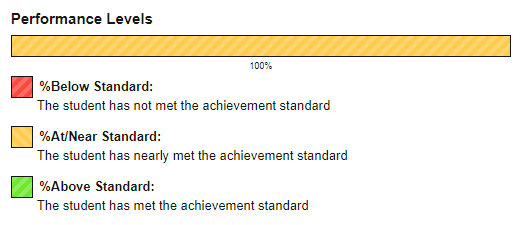 Performance Levels
100%
%Below Standard:
The student has not met the achievement standard
%At/Near Standard:
The student has nearly met the achievement standard
%Above Standard:
The student has met the achievement standard